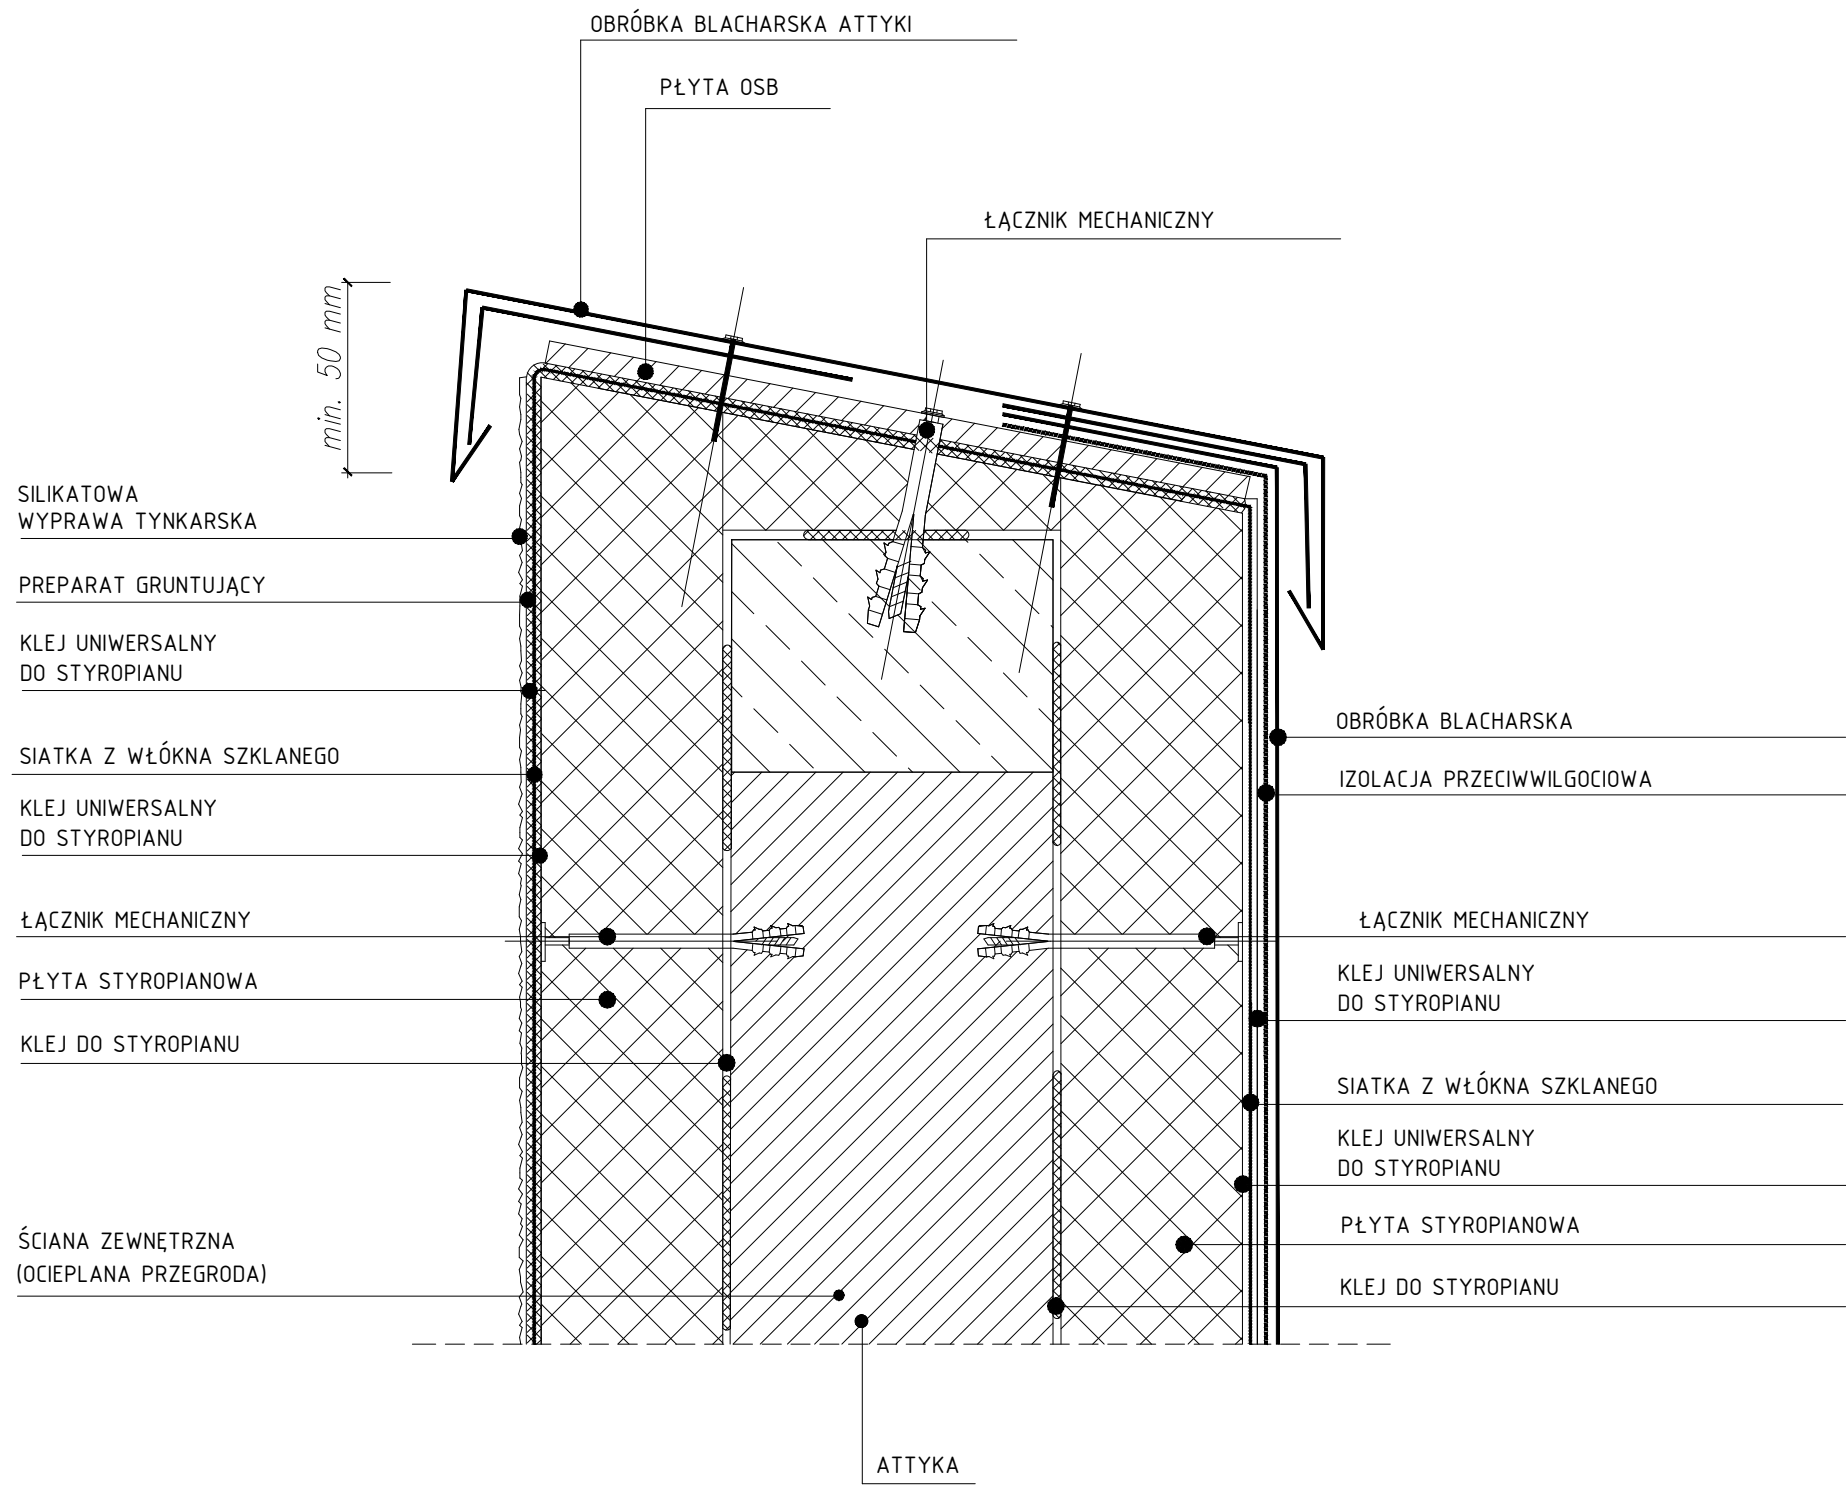 OBRÓBKA BLACHARSKA ATTYKI
PŁYTA OSB
ŁĄCZNIK MECHANICZNY
min. 50 mm
SILIKATOWA
WYPRAWA TYNKARSKA
PREPARAT GRUNTUJĄCY
KLEJ UNIWERSALNY
DO STYROPIANU
SIATKA Z WŁÓKNA SZKLANEGO
KLEJ UNIWERSALNY
DO STYROPIANU
ŁĄCZNIK MECHANICZNY
PŁYTA STYROPIANOWA
KLEJ DO STYROPIANU
ŚCIANA ZEWNĘTRZNA
(OCIEPLANA PRZEGRODA)
OBRÓBKA BLACHARSKA
IZOLACJA PRZECIWWILGOCIOWA
ŁĄCZNIK MECHANICZNY
KLEJ UNIWERSALNY
DO STYROPIANU
SIATKA Z WŁÓKNA SZKLANEGO
KLEJ UNIWERSALNY
DO STYROPIANU
PŁYTA STYROPIANOWA
KLEJ DO STYROPIANU
ATTYKA